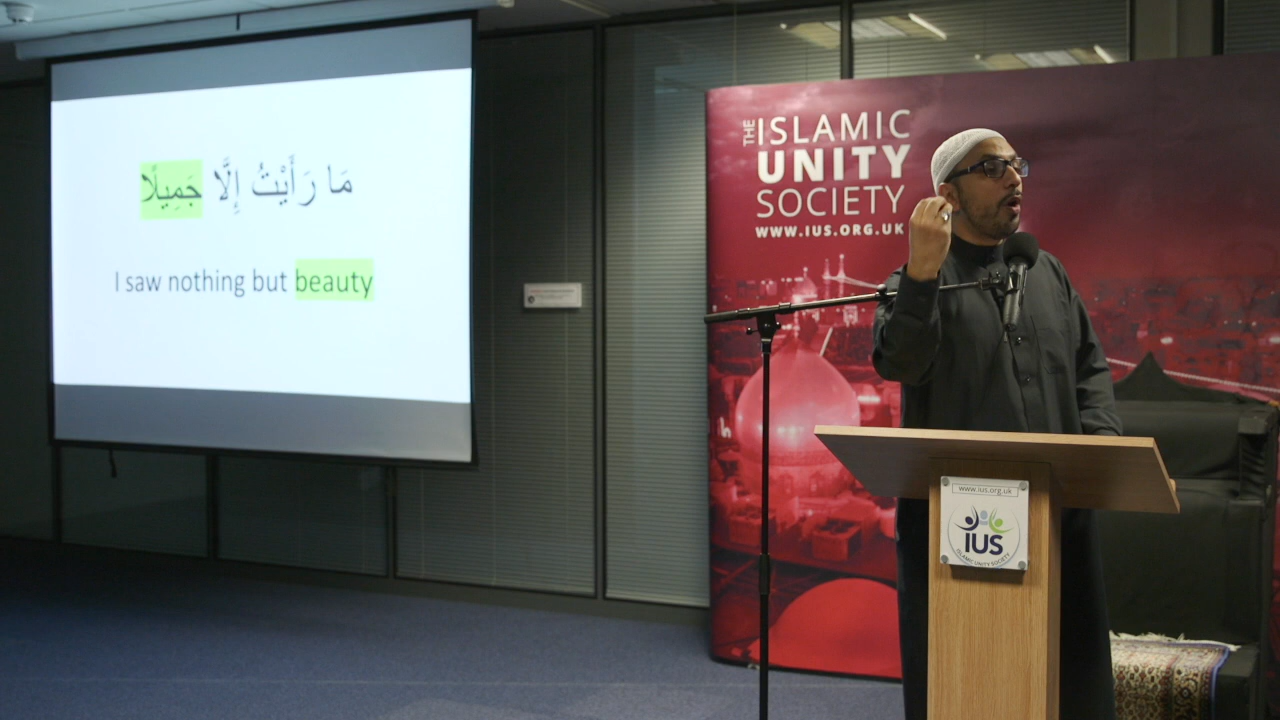 مَا رَأَيْتُ إِلَّا جَمِيلًا
I saw nothing but beauty
THE ISLAMIC
UNITY
SOCIETY
WWW.IUS.ORG.UK
www.ius.org.uk
IUS
ISLAMIC UNITY SOCIETY